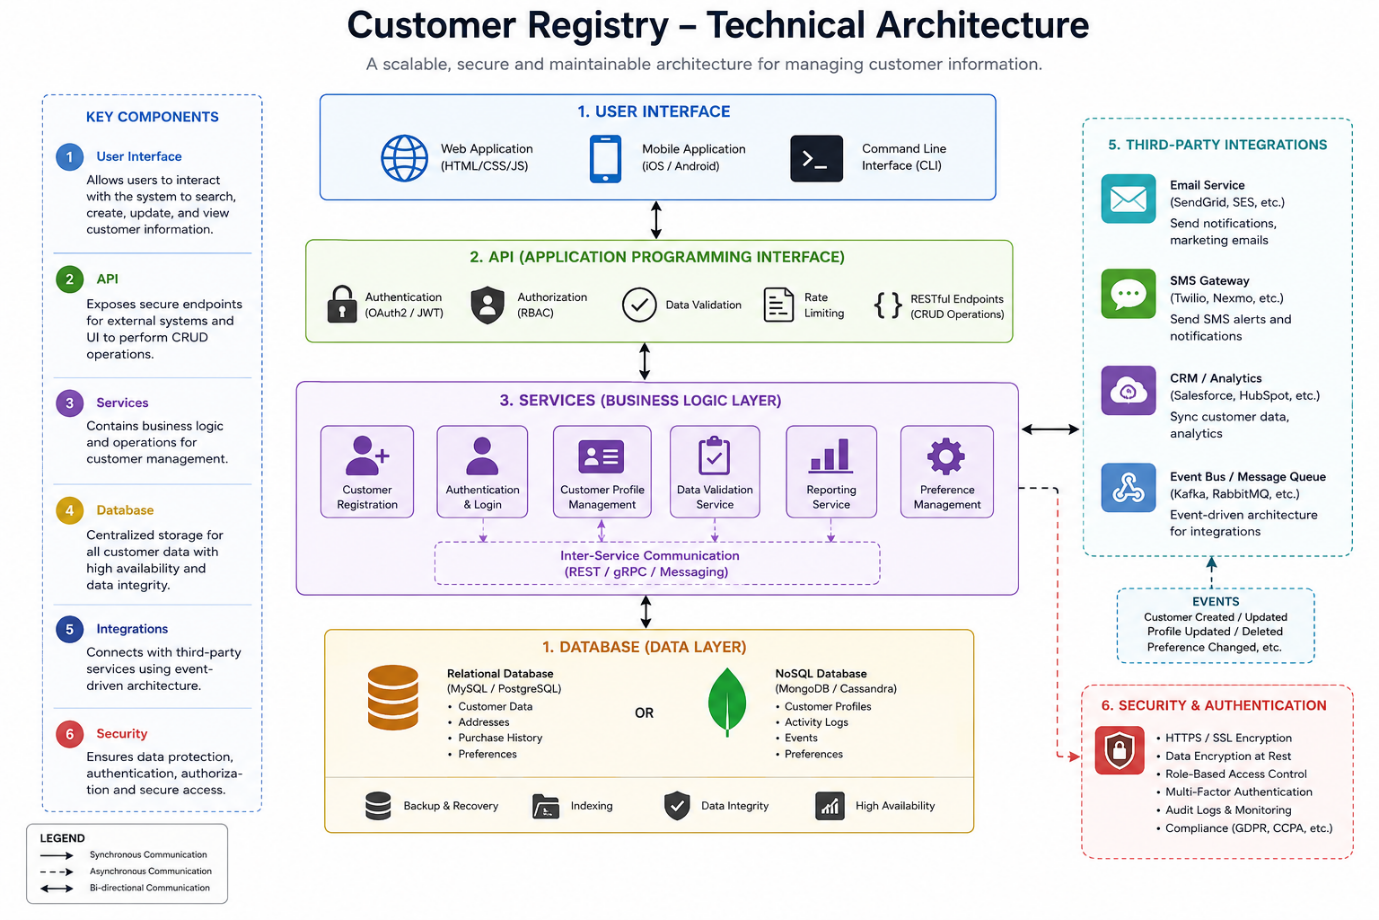 Customer Registry – Technical Architecture
A scalable, secure and maintainable architecture for managing customer information.
KEY COMPONENTS
1 User Interface
Allows users to interact
with the system to search,
create, update, and view
customer information.
2 API
Exposes secure endpoints
for external systems and
UI to perform CRUD
operations.
3 Services
Contains business logic
and operations for
customer management.
4 Database
Centralized storage for
all customer data with
high availability and
data integrity.
5 Integrations
Connects with third-party
services using event-
driven architecture.
6 Security
Ensures data protection,
authentication, authoriza-
tion and secure access.
LEGEND
Synchronous Communication
Asynchronous Communication
Bi-directional Communication
1. USER INTERFACE
Web Application
(HTML/CSS/JS)
Mobile Application
(iOS / Android)
Command Line
Interface (CLI)
2. API (APPLICATION PROGRAMMING INTERFACE)
Authentication
(OAuth2 / JWT)
Authorization
(RBAC)
Data Validation
Rate
Limiting
{ } RESTful Endpoints
(CRUD Operations)
3. SERVICES (BUSINESS LOGIC LAYER)
Customer
Registration
Authentication
& Login
Customer Profile
Management
Data Validation
Service
Reporting
Service
Preference
Management
Inter-Service Communication
(REST / gRPC / Messaging)
1. DATABASE (DATA LAYER)
Relational Database
(MySQL / PostgreSQL)
• Customer Data
• Addresses
• Purchase History
• Preferences
OR
NoSQL Database
(MongoDB / Cassandra)
• Customer Profiles
• Activity Logs
• Events
• Preferences
Backup & Recovery
Indexing
Data Integrity
High Availability
5. THIRD-PARTY INTEGRATIONS
Email Service
(SendGrid, SES, etc.)
Send notifications,
marketing emails
SMS Gateway
(Twilio, Nexmo, etc.)
Send SMS alerts and
notifications
CRM / Analytics
(Salesforce, HubSpot, etc.)
Sync customer data,
analytics
Event Bus / Message Queue
(Kafka, RabbitMQ, etc.)
Event-driven architecture
for integrations
EVENTS
Customer Created / Updated
Profile Updated / Deleted
Preference Changed, etc.
6. SECURITY & AUTHENTICATION
• HTTPS / SSL Encryption
• Data Encryption at Rest
• Role-Based Access Control
• Multi-Factor Authentication
• Audit Logs & Monitoring
• Compliance (GDPR, CCPA, etc.)